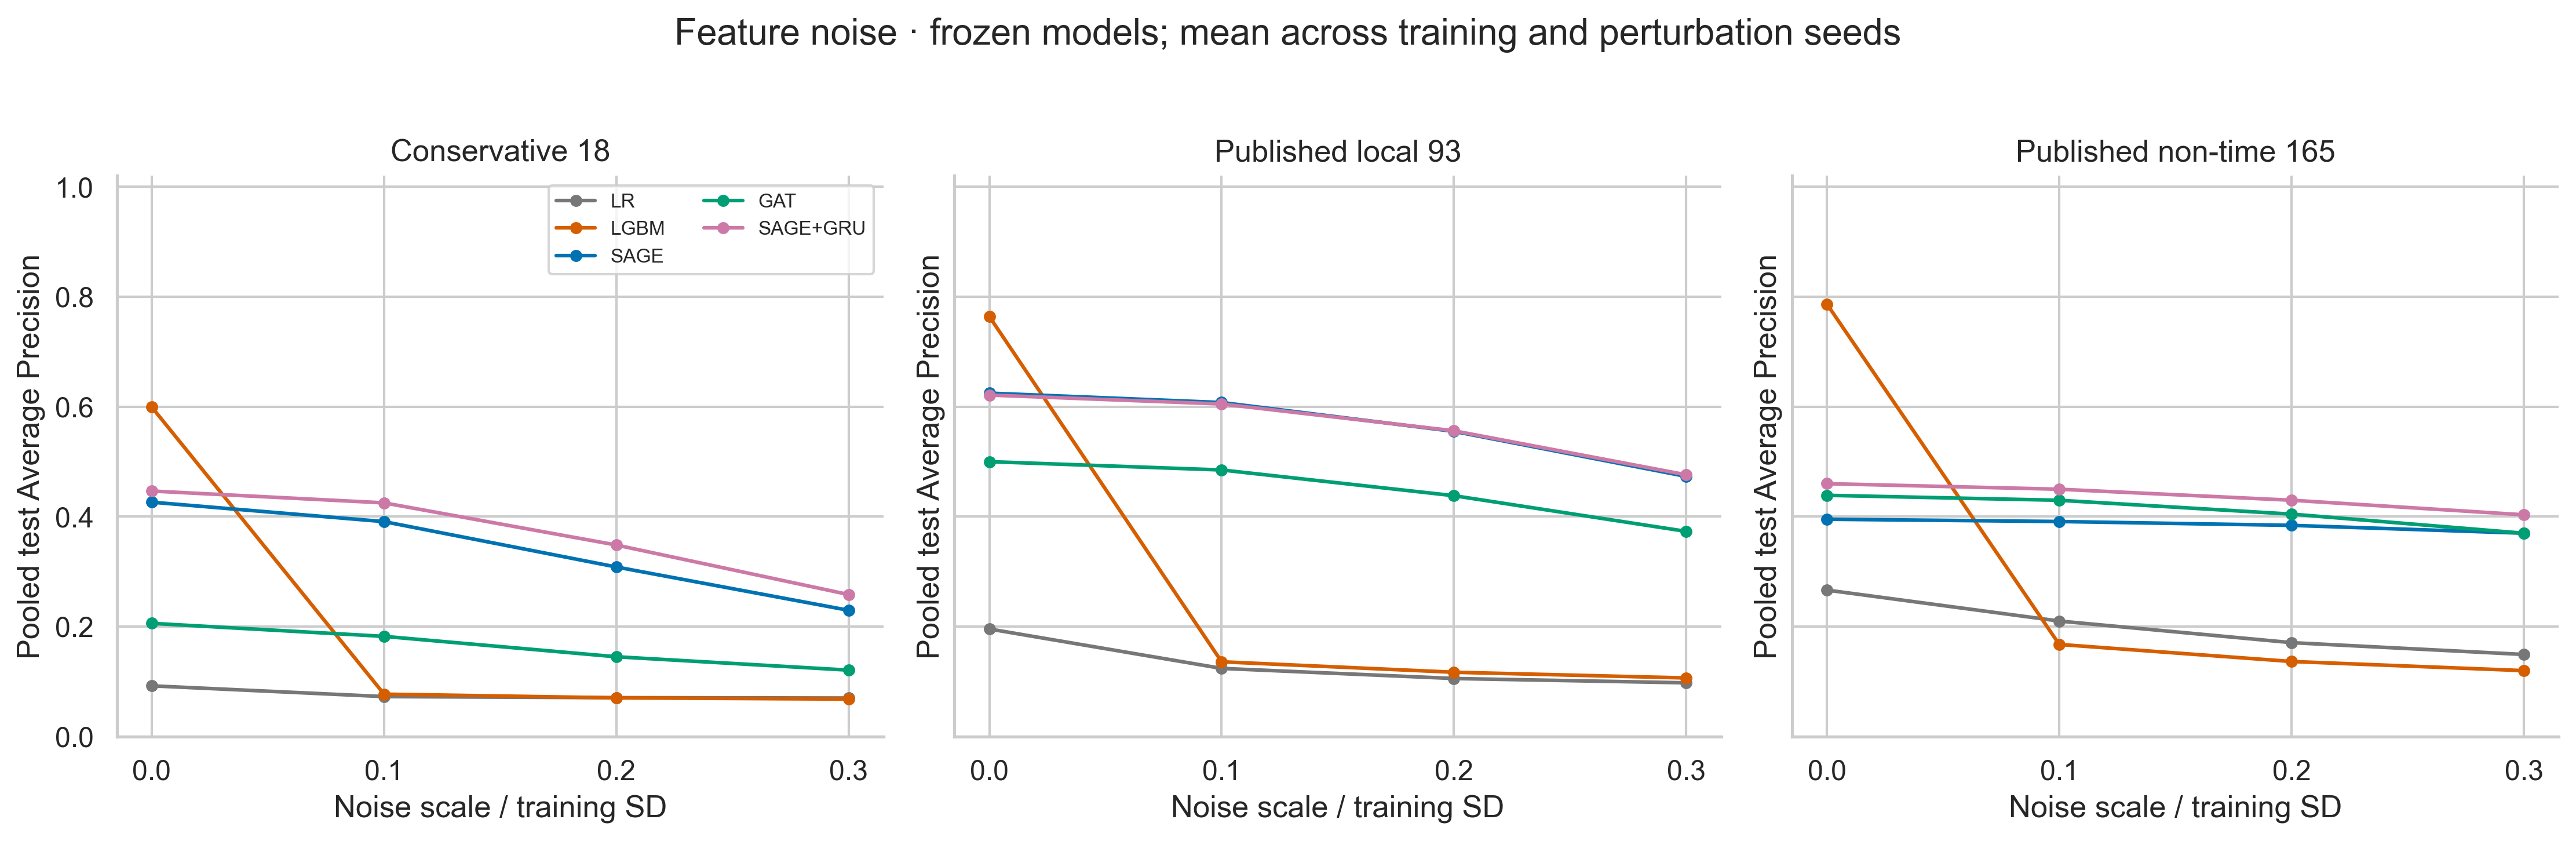 Feature noise · frozen models; mean across training and perturbation seeds
Conservative 18
Pooled test Average Precision
1.0
0.8
0.6
0.4
0.2
0.0
LR
LGBM
SAGE
GAT
SAGE+GRU
0.0 0.1 0.2 0.3
Noise scale / training SD
Published local 93
Pooled test Average Precision
0.0 0.1 0.2 0.3
Noise scale / training SD
Published non-time 165
Pooled test Average Precision
0.0 0.1 0.2 0.3
Noise scale / training SD